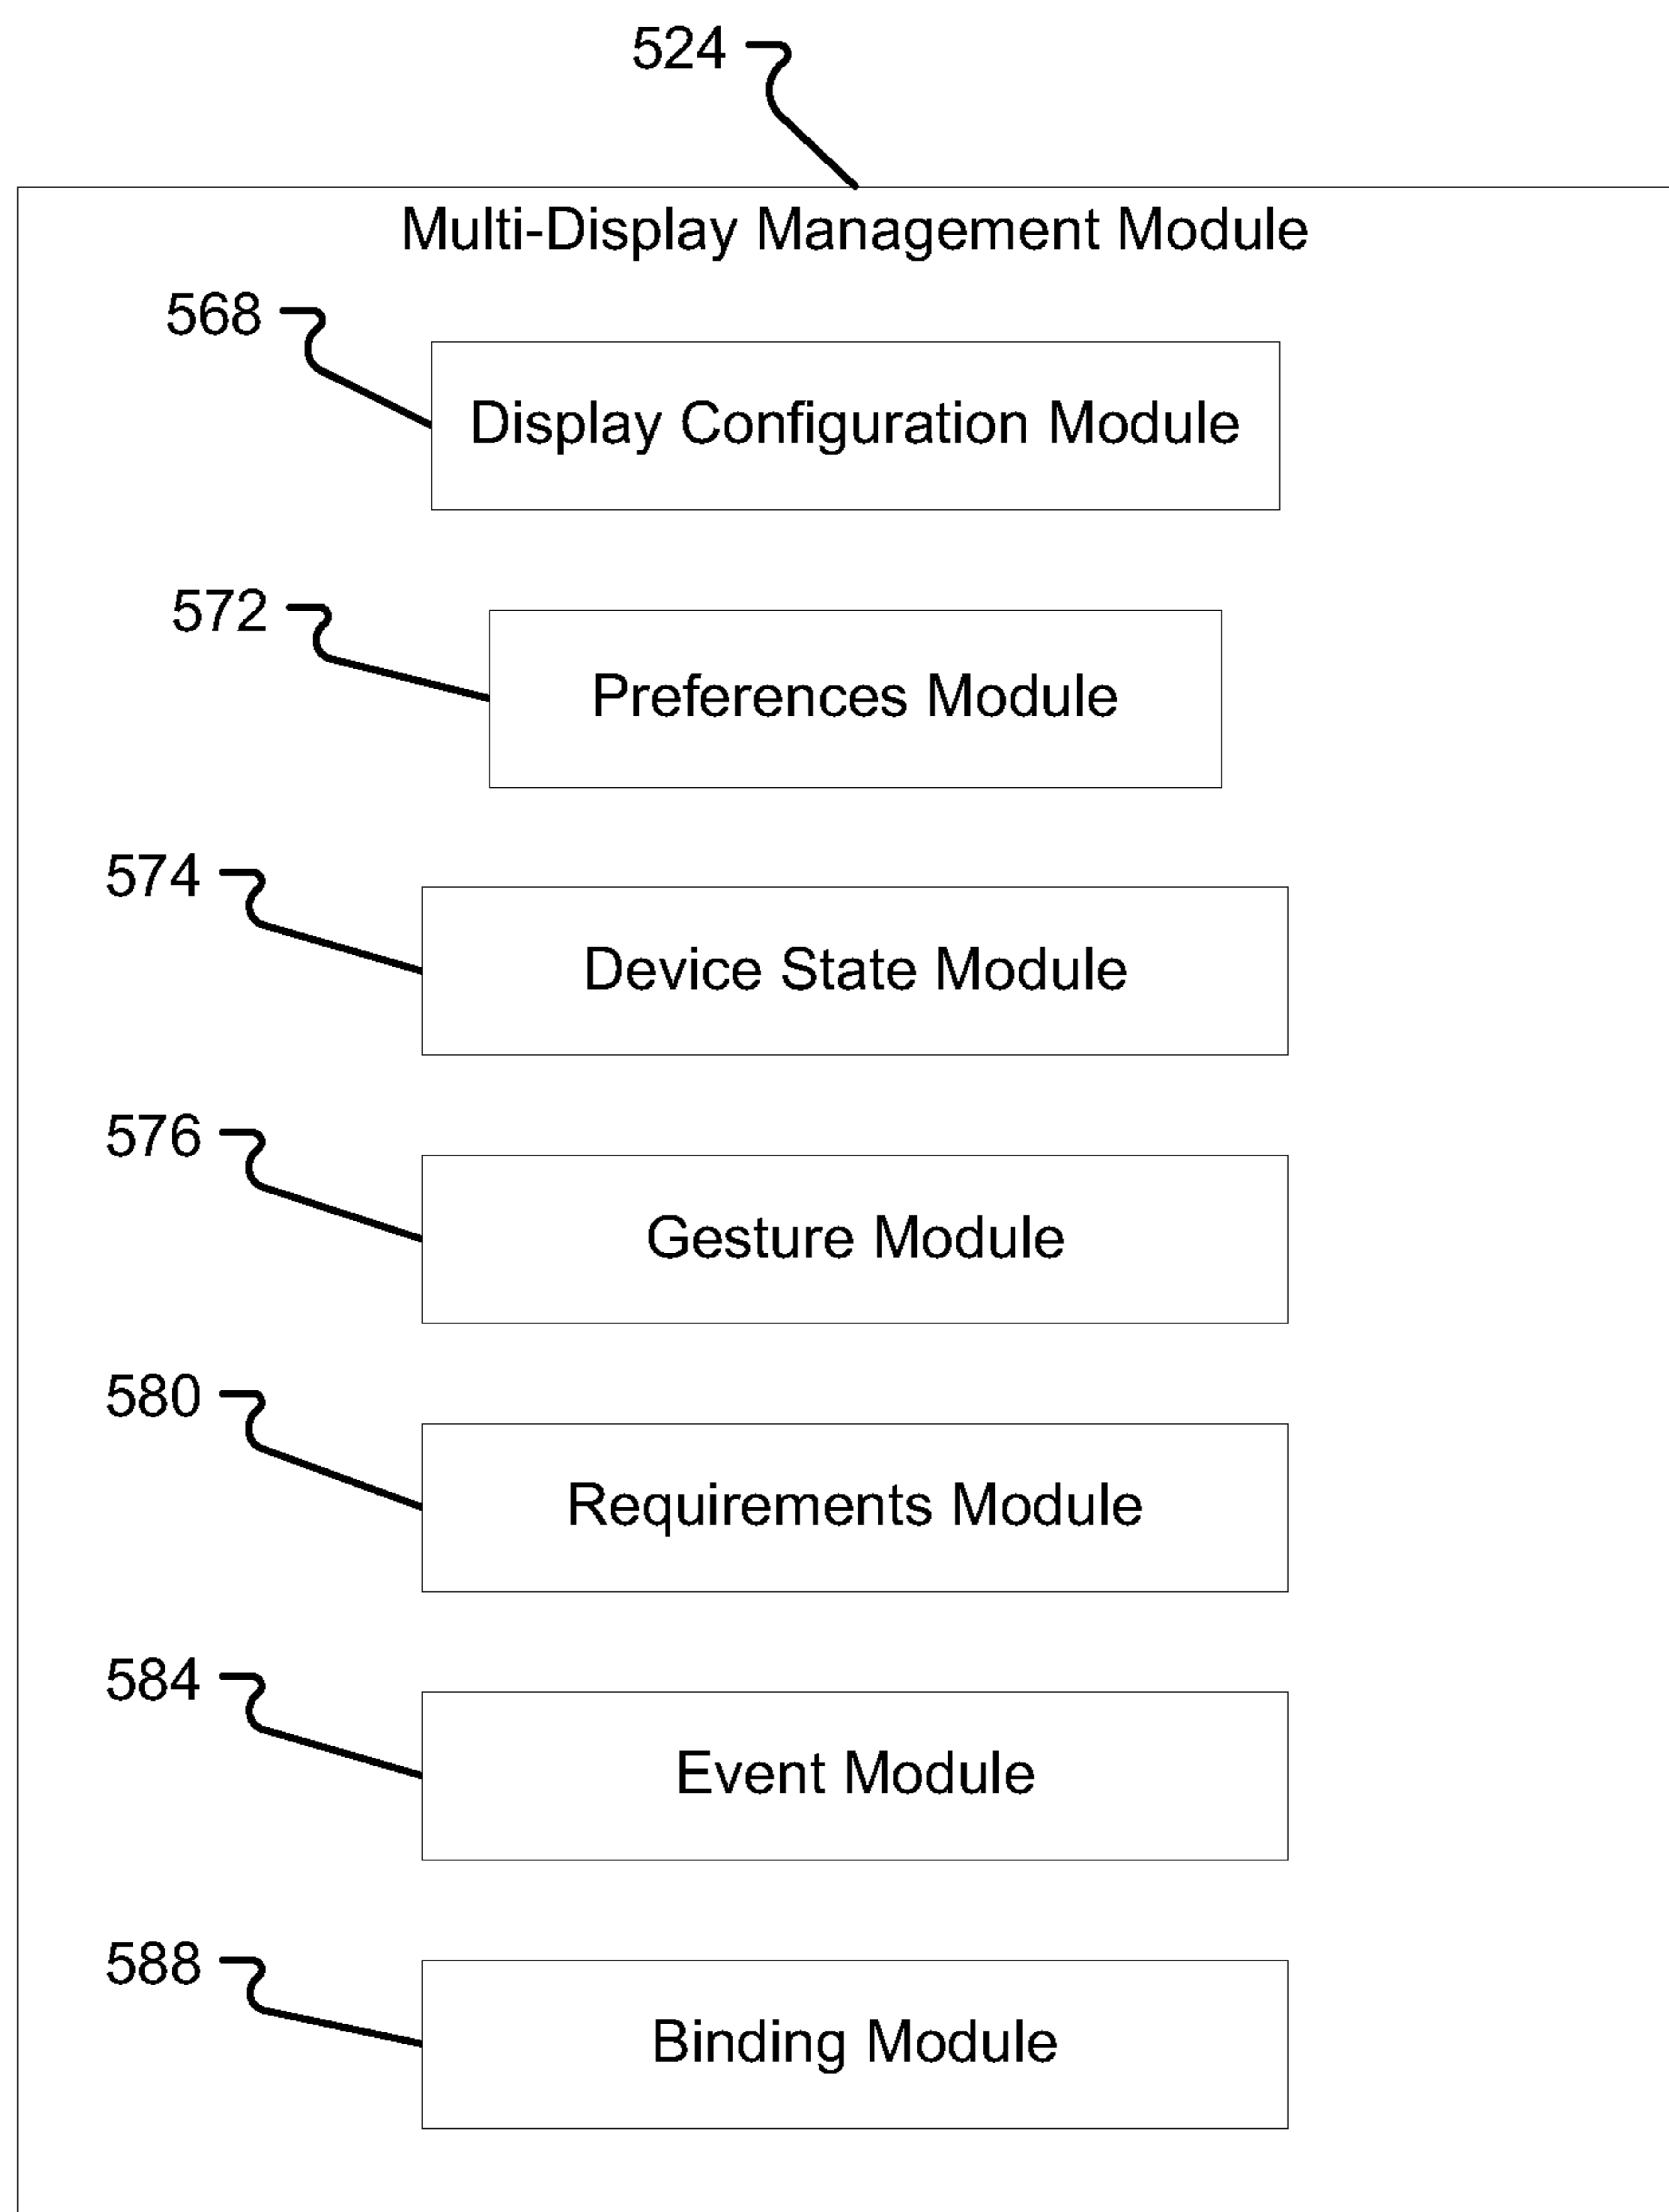 524
Multi-Display Management Module
568
Display Configuration Module
572
Preferences Module
574
Device State Module
576
Gesture Module
580
Requirements Module
584
Event Module
588
Binding Module